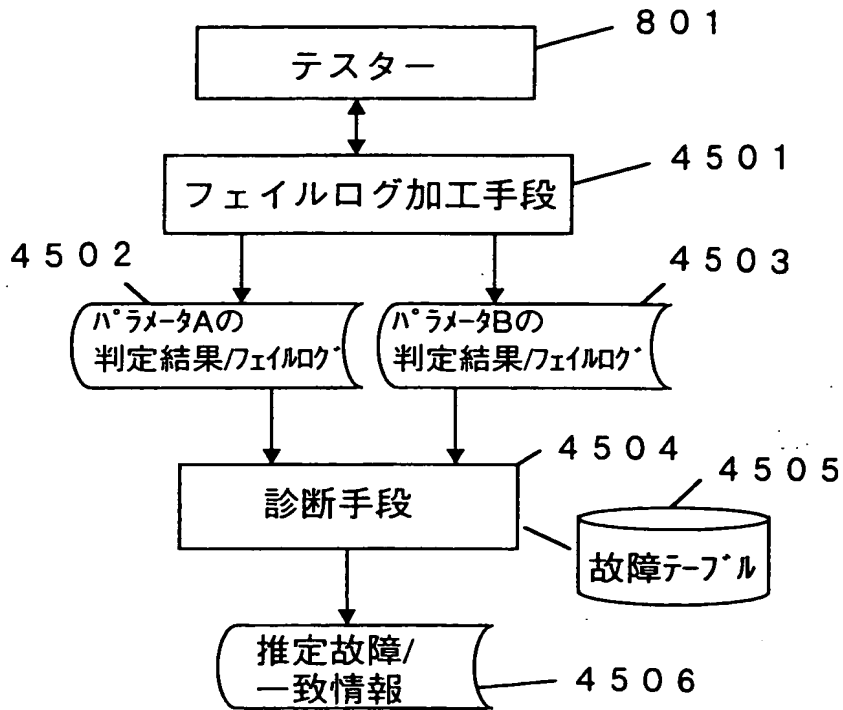 801
テスター
4501
フェイルログ加工手段
4502
4503
ﾊﾟﾗﾒｰﾀAの
判定結果/ﾌｪｲﾙﾛｸﾞ
ﾊﾟﾗﾒｰﾀBの
判定結果/ﾌｪｲﾙﾛｸﾞ
4504
4505
診断手段
故障ﾃｰﾌﾞﾙ
推定故障/
一致情報
4506